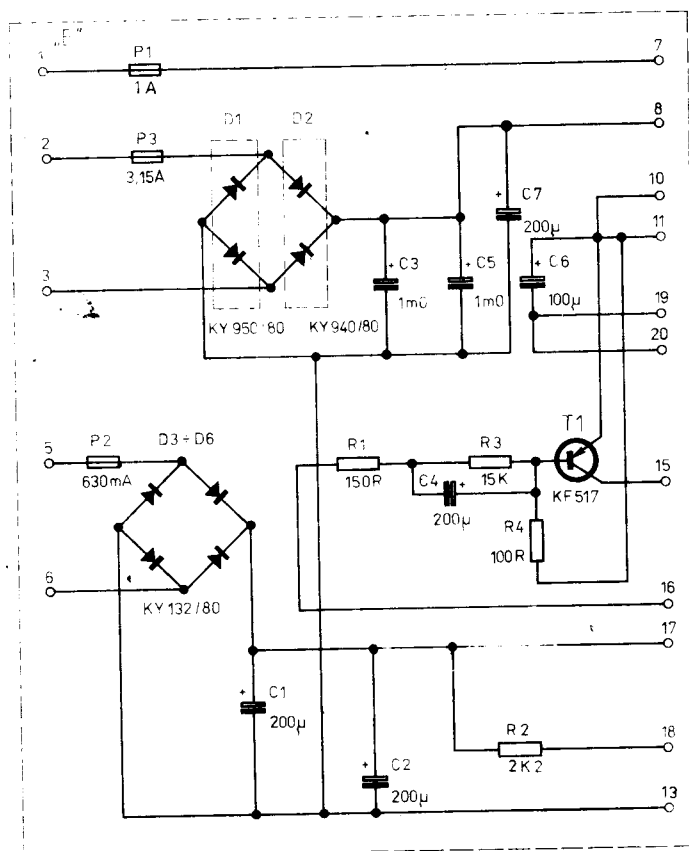 „E"
1
P1
1A
7
D1
D2
8
2
P3
3,15A
10
C7
200µ
11
C3
1m0
C5
1m0
C6
100µ
3
19
KY 950/80
KY 940/80
20
T1
5
P2
630mA
D3÷D6
R1
150R
R3
15K
15
C4
200µ
KF517
R4
100R
6
KY 132/80
16
17
C1
200µ
R2
2K2
18
C2
200µ
13